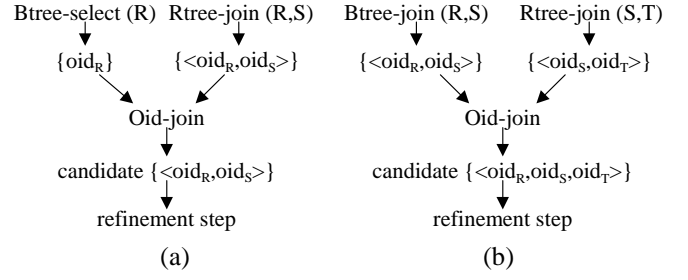 Btree-select (R) Rtree-join (R,S) Btree-join (R,S) Rtree-join (S,T)
{oid_R} {<oid_R,oid_S>} {<oid_R,oid_S>} {<oid_S,oid_T>}
Oid-join Oid-join
candidate {<oid_R,oid_S>} candidate {<oid_R,oid_S,oid_T>}
refinement step refinement step
(a) (b)